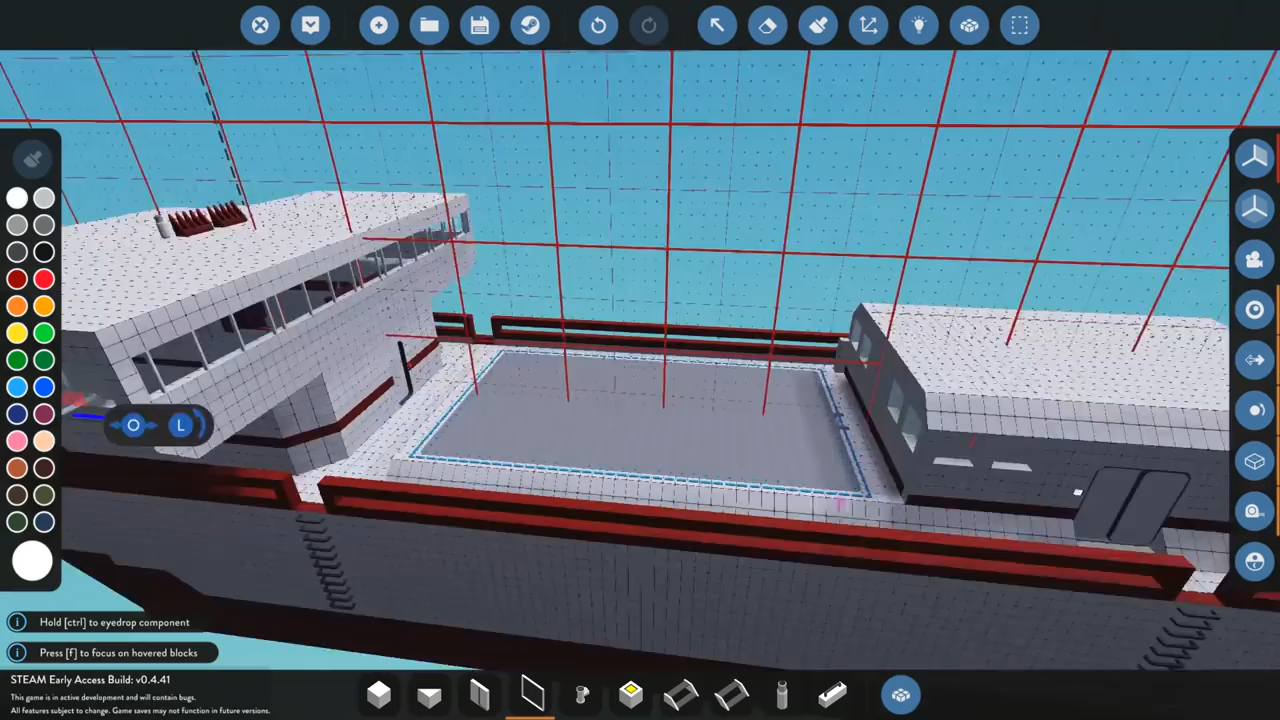 O
L
Hold [ctrl] to eyedrop component
Press [f] to focus on hovered blocks
STEAM Early Access Build: v0.4.41
This game is in active development and will contain bugs.
All features subject to change. Game saves may not function in future versions.